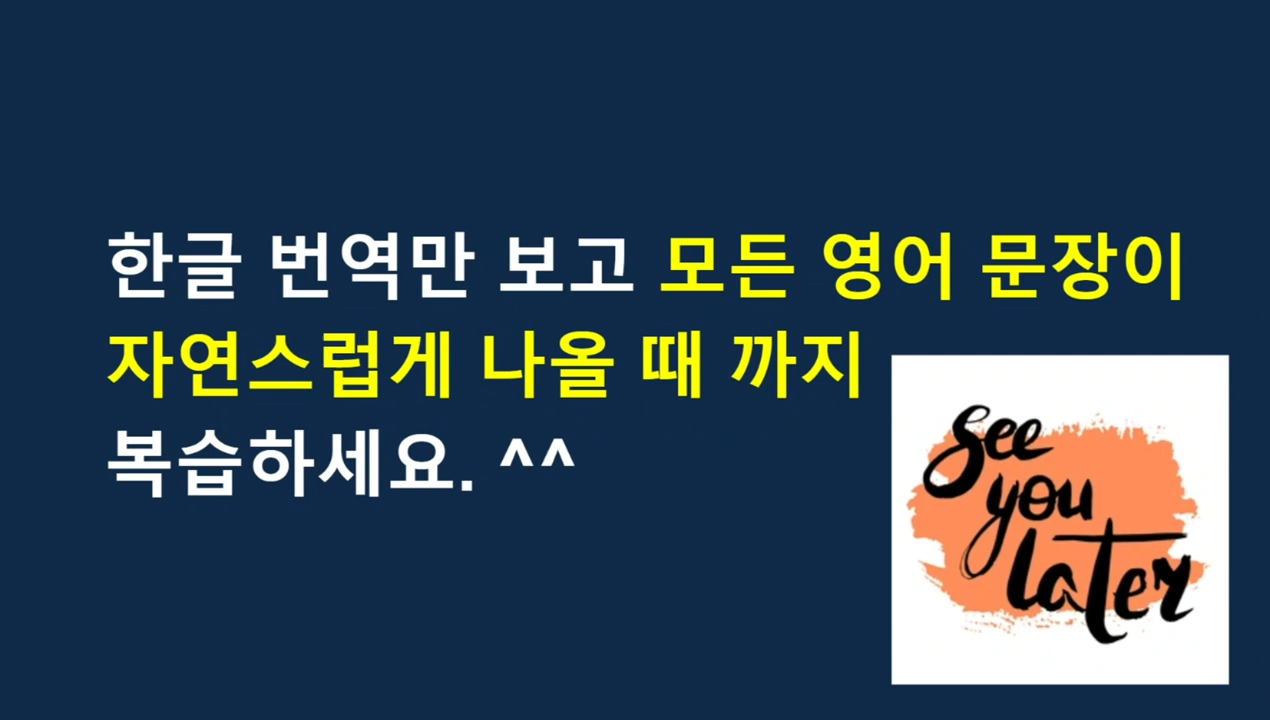 한글 번역만 보고 모든 영어 문장이
자연스럽게 나올 때 까지
복습하세요. ^^
see
you
later